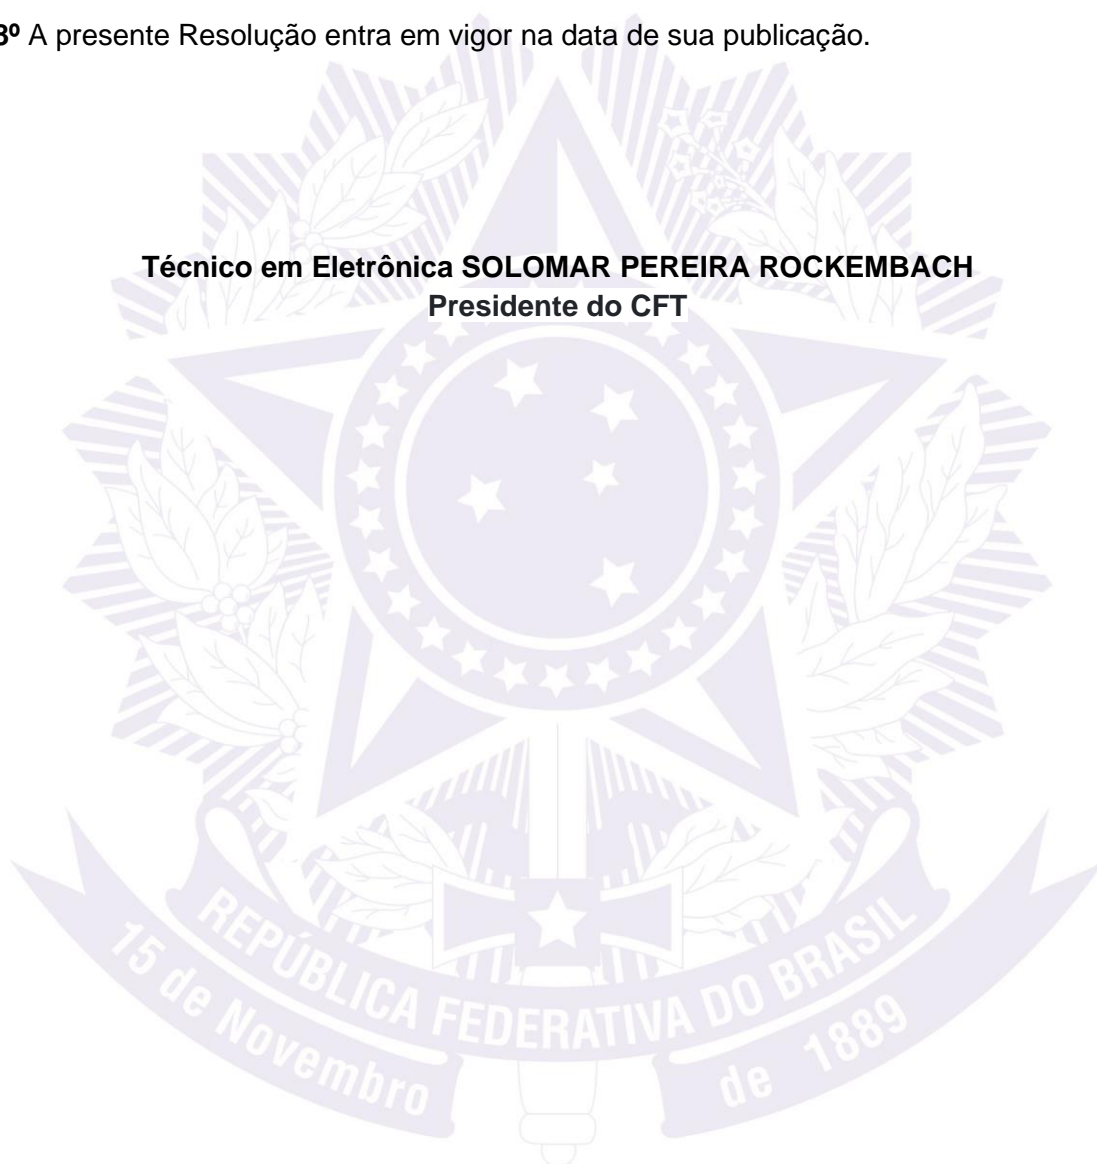 3º A presente Resolução entra em vigor na data de sua publicação.
Técnico em Eletrônica SOLOMAR PEREIRA ROCKEMBACH
Presidente do CFT
REPÚBLICA FEDERATIVA DO BRASIL
15 de Novembro de 1889